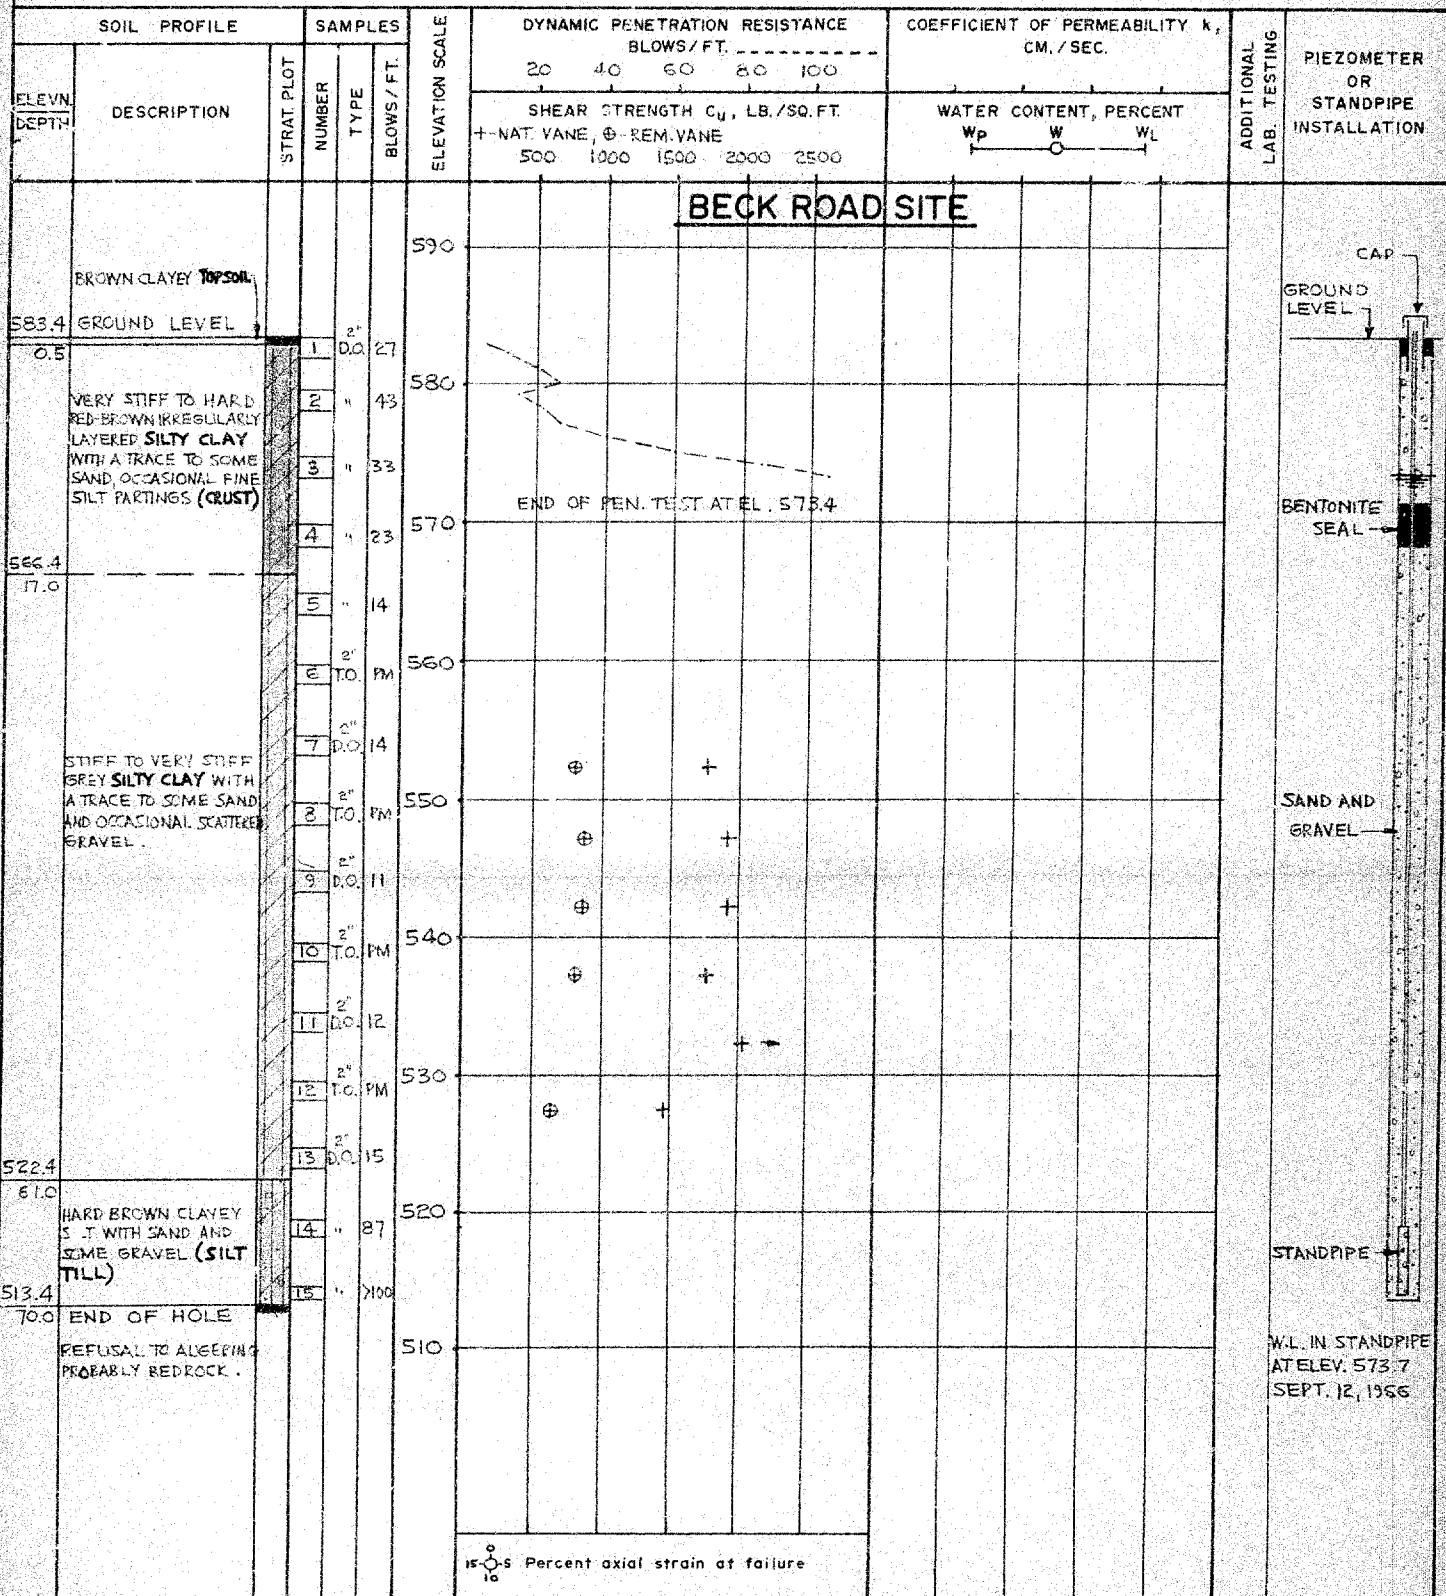 SOIL PROFILE
SAMPLES
ELEVATION SCALE
DYNAMIC PENETRATION RESISTANCE
BLOWS/FT.
20 40 60 80 100
COEFFICIENT OF PERMEABILITY k,
CM./SEC.
ADDITIONAL
LAB. TESTING
PIEZOMETER
OR
STANDPIPE
INSTALLATION
ELEVN
DEPTH
DESCRIPTION
STRAT. PLOT
NUMBER
TYPE
BLOWS/FT.
SHEAR STRENGTH Cu, LB./SQ.FT.
+-NAT. VANE, ⊕-REM.VANE
500 1000 1500 2000 2500
WATER CONTENT, PERCENT
WP W WL
BECK ROAD SITE
590
CAP
BROWN CLAYEY TOPSOIL
GROUND
LEVEL
583.4 GROUND LEVEL
0.5
1 2" D.O. 27
580
VERY STIFF TO HARD
RED-BROWN IRREGULARLY
LAYERED SILTY CLAY
WITH A TRACE TO SOME
SAND, OCCASIONAL FINE
SILT PARTINGS (CRUST)
2 " 43
3 " 33
END OF PEN. TEST AT EL. 573.4
570
BENTONITE
SEAL
4 " 23
566.4
17.0
5 " 14
560
6 2" T.O. PM
7 2" D.O. 14
STIFF TO VERY STIFF
GREY SILTY CLAY WITH
A TRACE TO SOME SAND
AND OCCASIONAL SCATTERED
GRAVEL.
550
8 2" T.O. PM
SAND AND
GRAVEL
9 2" D.O. 11
540
10 2" T.O. PM
11 2" D.O. 12
530
12 2" T.O. PM
13 2" D.O. 15
522.4
61.0
520
HARD BROWN CLAYEY
WITH SAND AND
SOME GRAVEL (SILT
TILL)
14 " 87
STANDPIPE
15 " >100
513.4
70.0 END OF HOLE
510
REFUSAL TO AUGERING
PROBABLY BEDROCK.
W.L. IN STANDPIPE
AT ELEV. 573.7
SEPT. 12,
0
15 5 Percent axial strain at failure
10